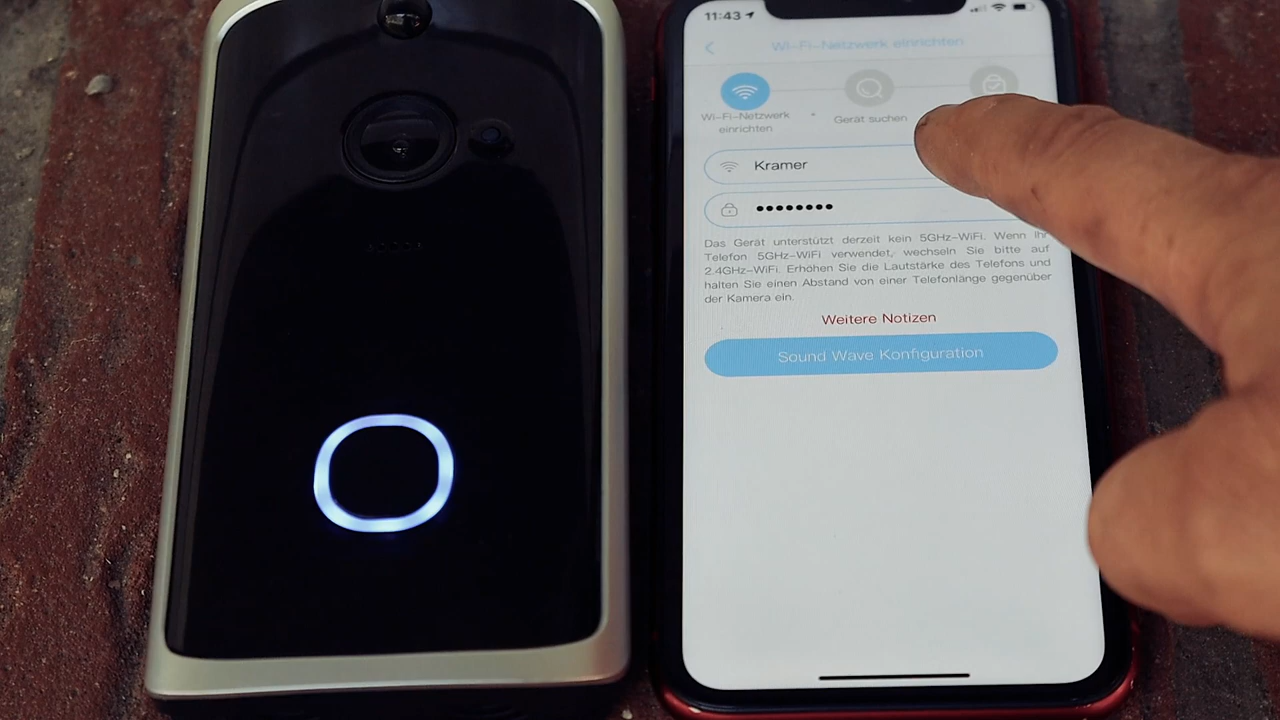 11:43
Wi-Fi-Netzwerk einrichten
Wi-Fi-Netzwerk
einrichten
Gerät suchen
Kramer
••••••••
Das Gerät unterstützt derzeit kein 5GHz-WiFi. Wenn Ihr
Telefon 5GHz-WiFi verwendet, wechseln Sie bitte auf
2.4GHz-WiFi. Erhöhen Sie die Lautstärke des Telefons und
halten Sie einen Abstand von einer Telefonlänge gegenüber
der Kamera ein.
Weitere Notizen
Sound Wave Konfiguration